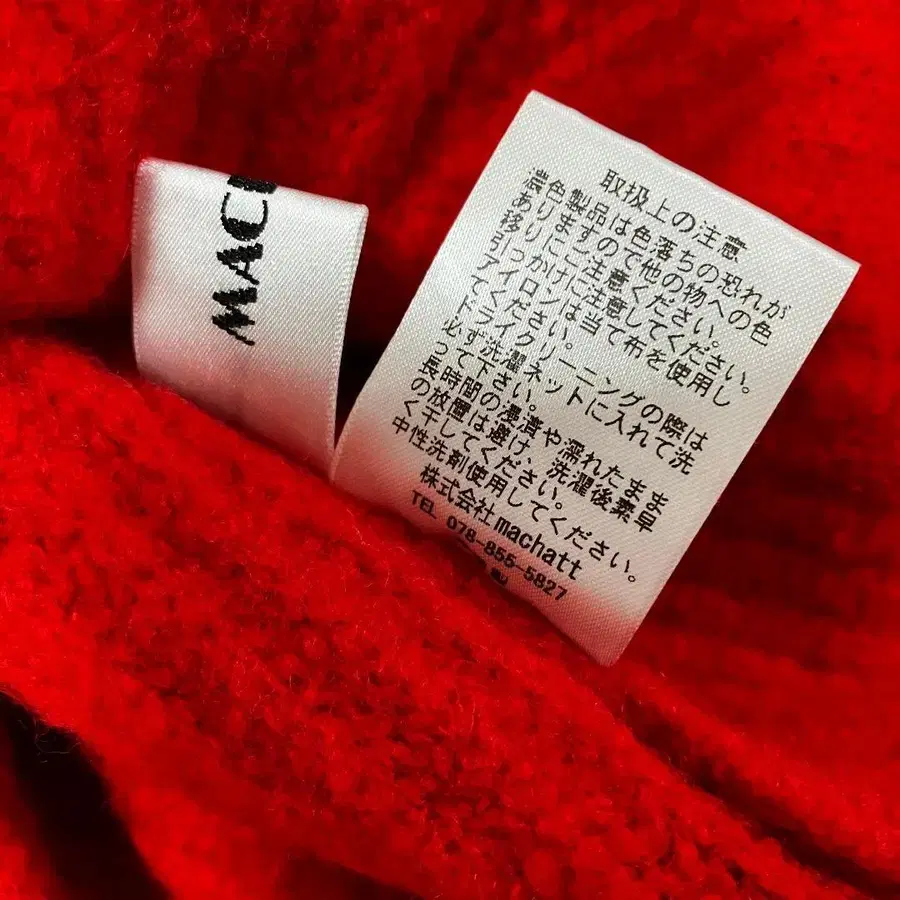 MAC
取扱上の注意
濃色製品は色落ちの恐れが
ありますので他の物への色
移りにご注意ください。
引っかけに注意してください。
アイロンは当て布を使用し
てください。
ドライクリーニングの際は
必ず洗濯ネットに入れて洗
って下さい。
長時間の浸漬や濡れたまま
の放置は避け、洗濯後素早
く干してください。
中性洗剤使用してください。
株式会社machatt
TEL 078-855-5827